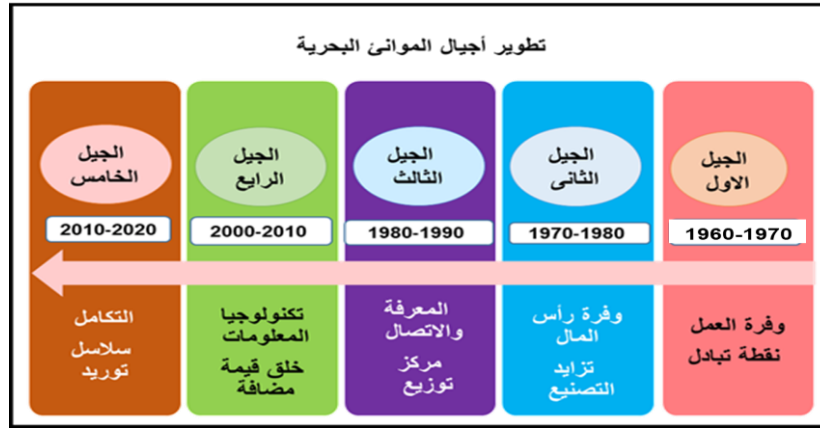 تطوير أجيال الموانئ البحرية
الجيل
الاول
1960-1970
وفرة العمل
نقطة تبادل
الجيل
الثانى
1970-1980
وفرة رأس
المال
تزايد
التصنيع
الجيل
الثالث
1980-1990
المعرفة
والاتصال
مركز
توزيع
الجيل
الرابع
2000-2010
تكنولوجيا
المعلومات
خلق قيمة
مضافة
الجيل
الخامس
2010-2020
التكامل
سلاسل
توريد